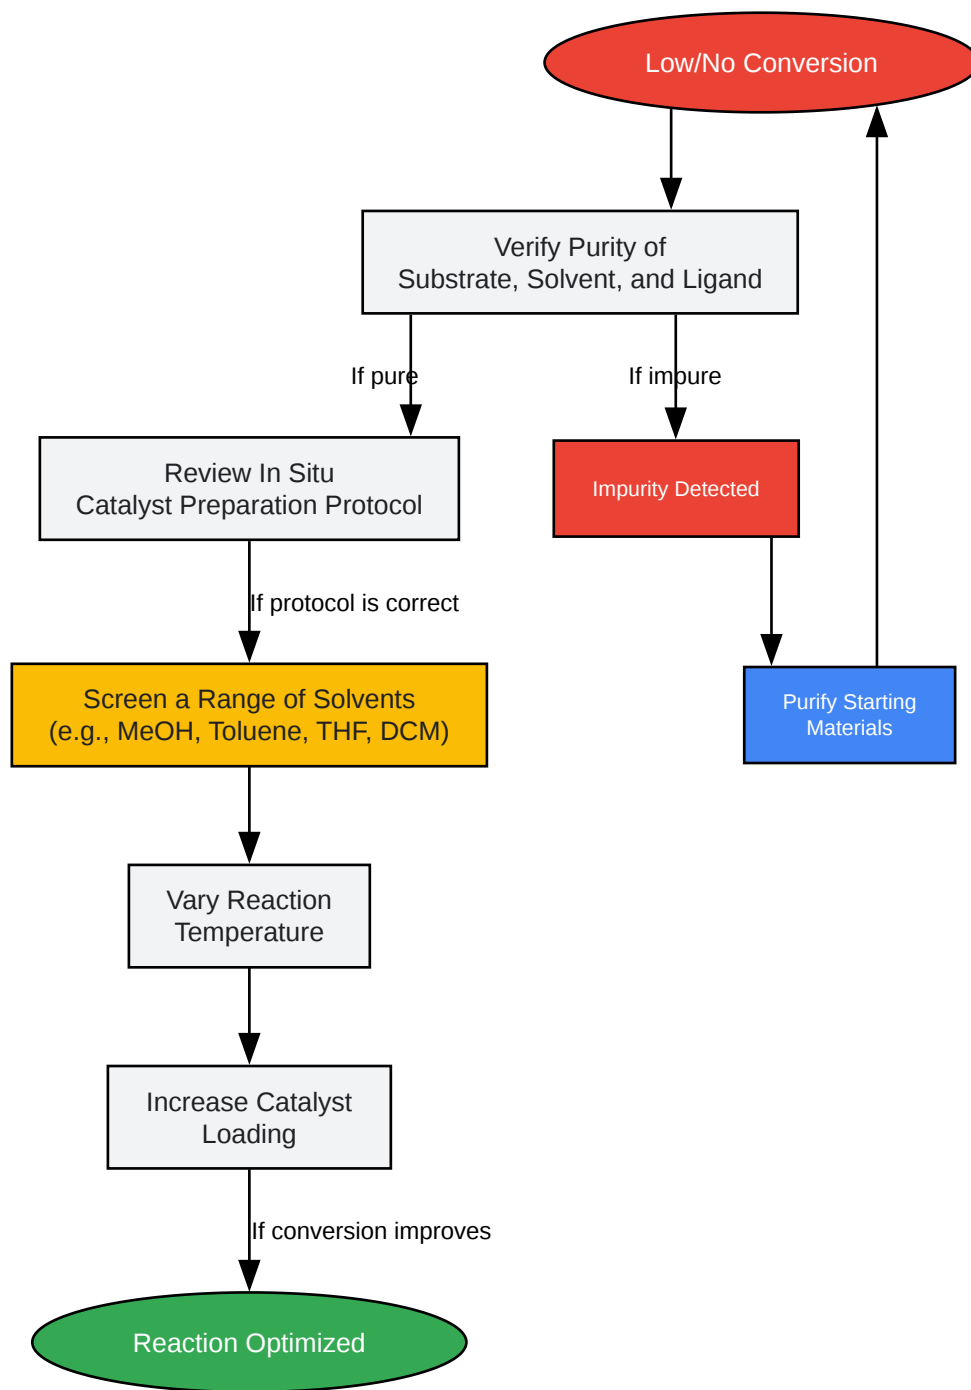 Low/No Conversion
Verify Purity of
Substrate, Solvent, and Ligand
If pure
If impure
Review In Situ
Catalyst Preparation Protocol
Impurity Detected
If protocol is correct
Screen a Range of Solvents
(e.g., MeOH, Toluene, THF, DCM)
Purify Starting
Materials
Vary Reaction
Temperature
Increase Catalyst
Loading
If conversion improves
Reaction Optimized